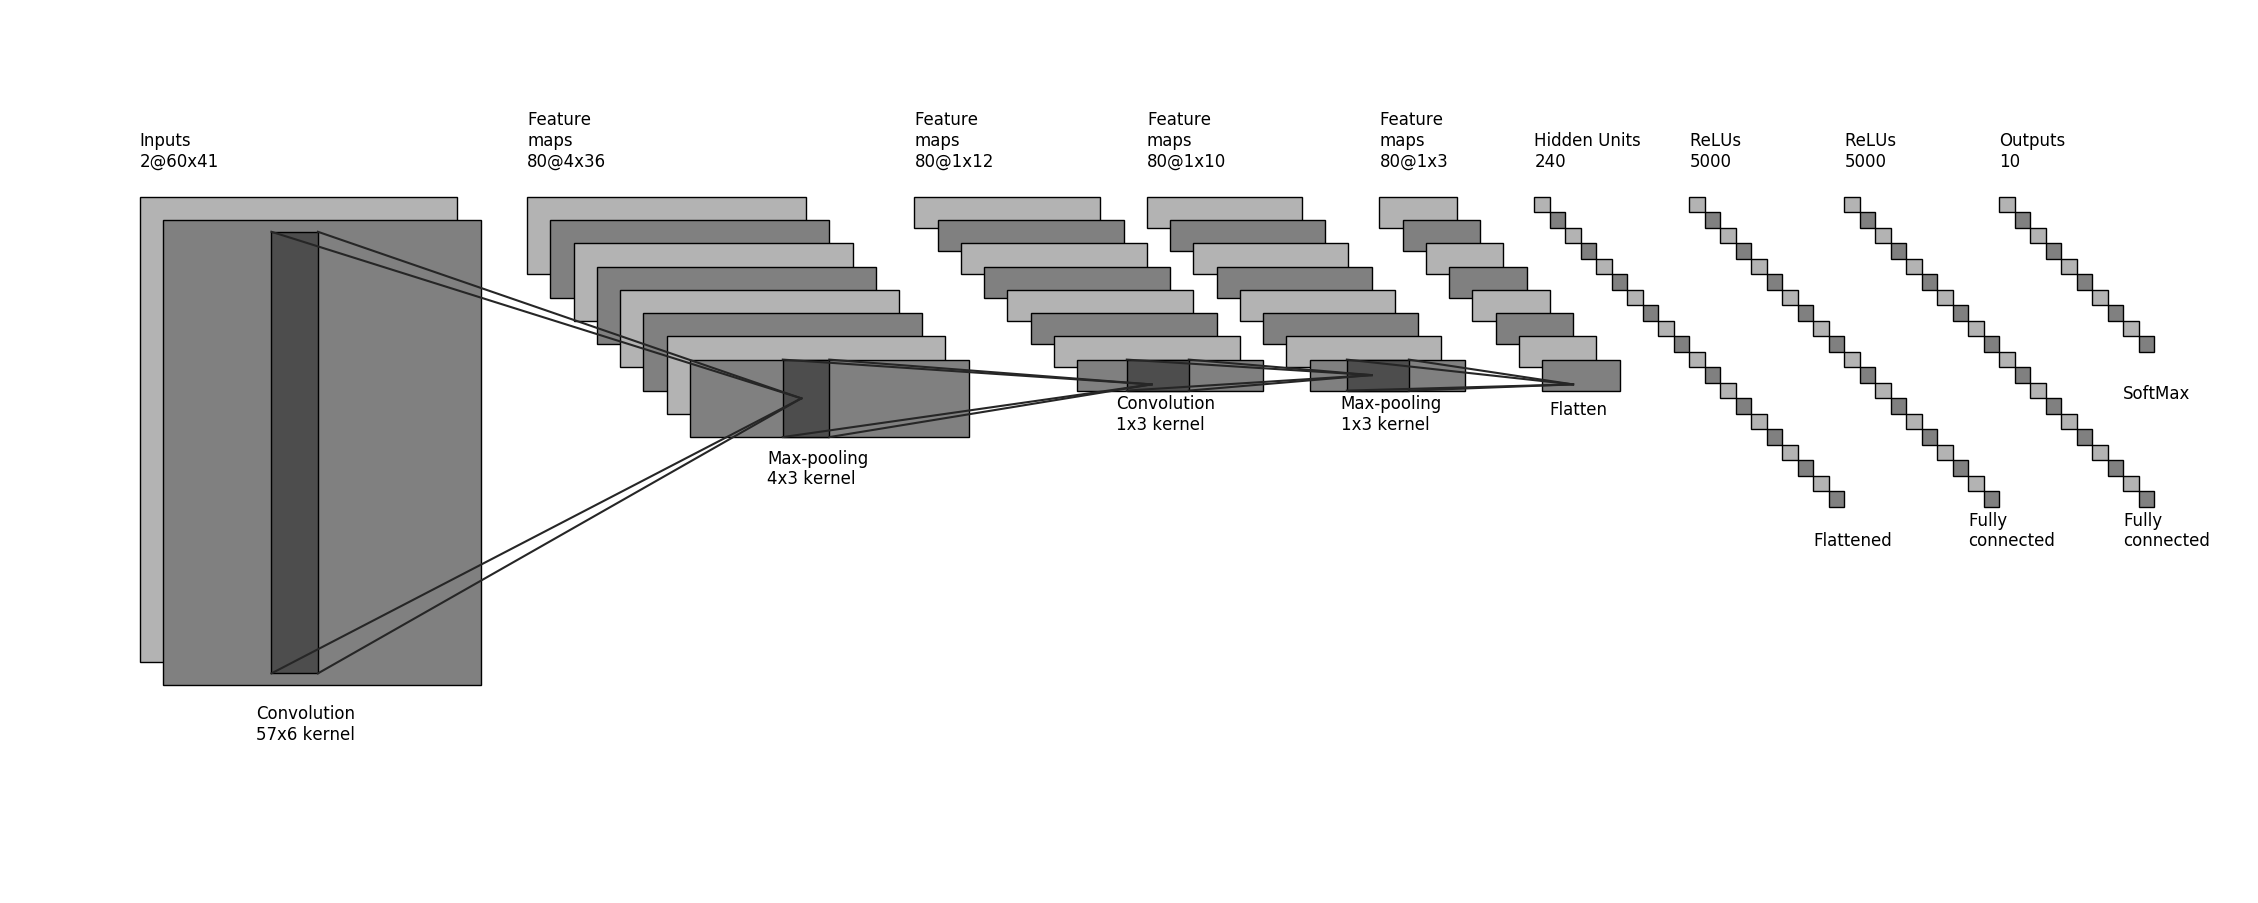 Inputs
2@60x41
Feature
maps
80@4x36
Feature
maps
80@1x12
Feature
maps
80@1x10
Feature
maps
80@1x3
Hidden Units
240
ReLUs
5000
ReLUs
5000
Outputs
10
Convolution
57x6 kernel
Max-pooling
4x3 kernel
Convolution
1x3 kernel
Max-pooling
1x3 kernel
Flatten
Flattened
Fully
connected
Fully
connected
SoftMax